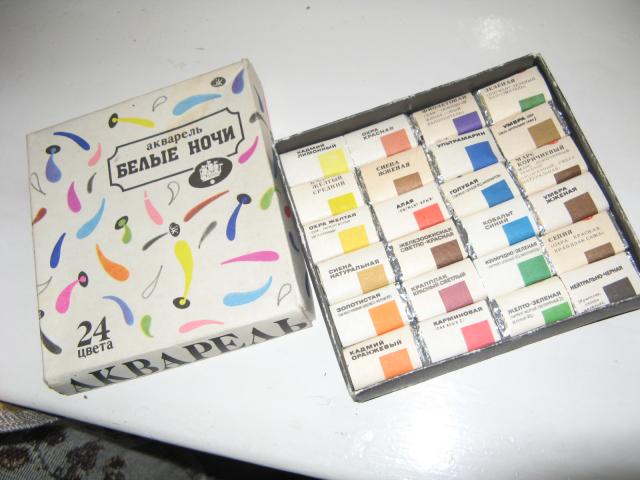 акварель
БЕЛЫЕ НОЧИ
24
цвета
АКВАРЕЛЬ
КАДМИЙ
ЛИМОННЫЙ
ЖЕЛТЫЙ
СРЕДНИЙ
ОХРА ЖЕЛТАЯ
СИЕНА
НАТУРАЛЬНАЯ
ЗОЛОТИСТАЯ
КАДМИЙ
ОРАНЖЕВЫЙ
ОХРА
КРАСНАЯ
СИЕНА
ЖЖЕНАЯ
АЛАЯ
ЖЕЛЕЗООКИСНАЯ
СВЕТЛО-КРАСНАЯ
КРАПЛАК
КРАСНЫЙ СВЕТЛЫЙ
КАРМИНОВАЯ
ФИОЛЕТОВАЯ
УЛЬТРАМАРИН
ГОЛУБАЯ
КОБАЛЬТ
СИНИЙ
ИЗУМРУДНО-ЗЕЛЕНАЯ
ЖЕЛТО-ЗЕЛЕНАЯ
ЗЕЛЕНАЯ
УМБРА
МАРС
КОРИЧНЕВЫЙ
УМБРА
ЖЖЕНАЯ
СЕПИЯ
НЕЙТРАЛЬНО-ЧЕРНАЯ